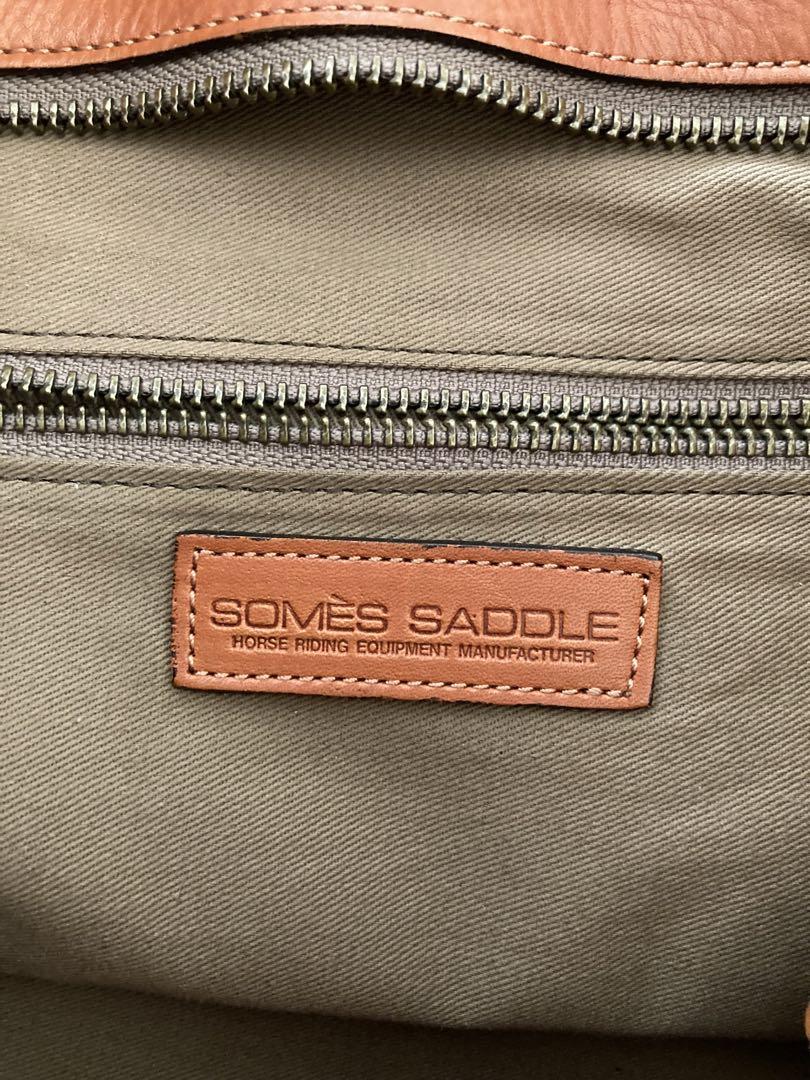 SOMÈS SADDLE
HORSE RIDING EQUIPMENT MANUFACTURER